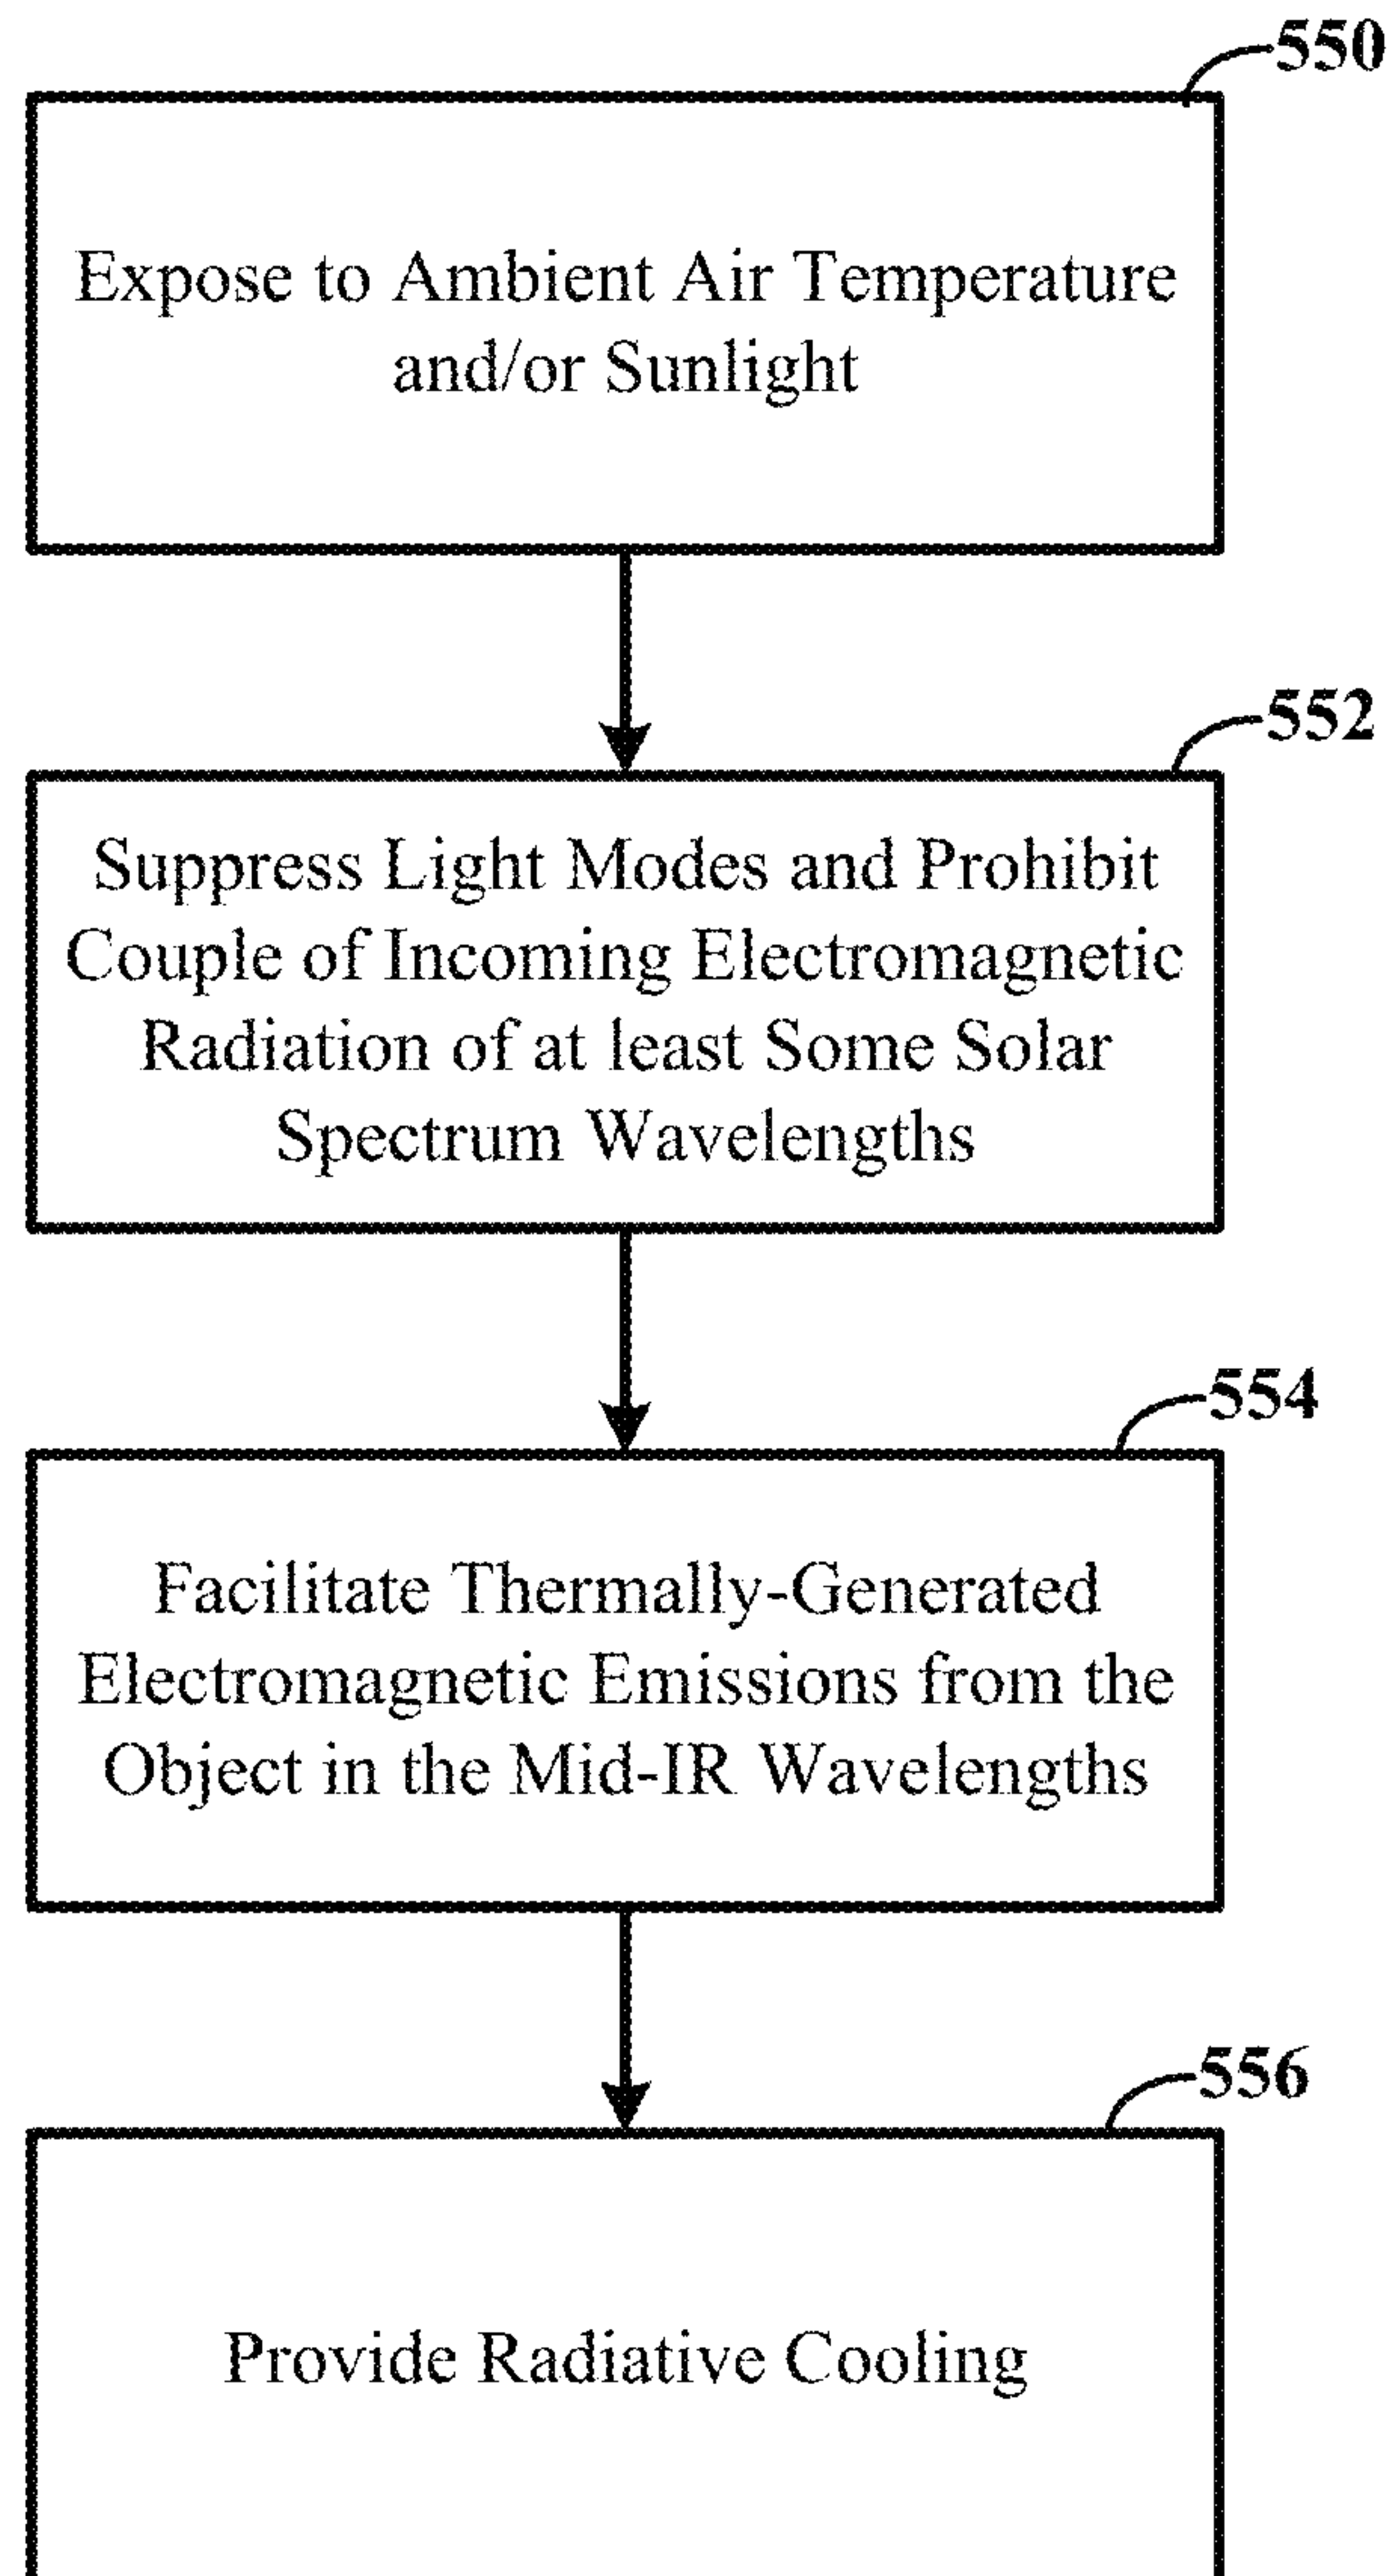 550
Expose to Ambient Air Temperature
and/or Sunlight
552
Suppress Light Modes and Prohibit
Couple of Incoming Electromagnetic
Radiation of at least Some Solar
Spectrum Wavelengths
554
Facilitate Thermally-Generated
Electromagnetic Emissions from the
Object in the Mid-IR Wavelengths
556
Provide Radiative Cooling